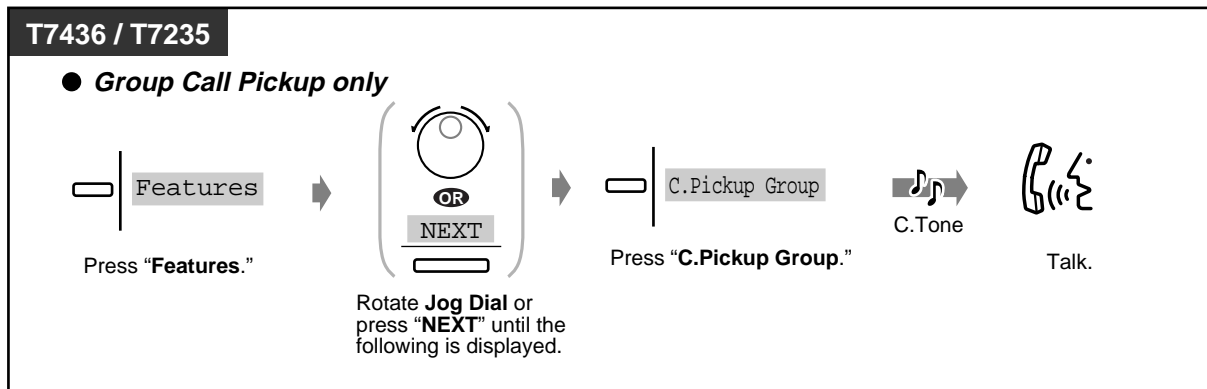 T7436 / T7235
● Group Call Pickup only
Features
Press “Features.”
OR
NEXT
Rotate Jog Dial or
press “NEXT” until the
following is displayed.
C.Pickup Group
Press “C.Pickup Group.”
C.Tone
Talk.